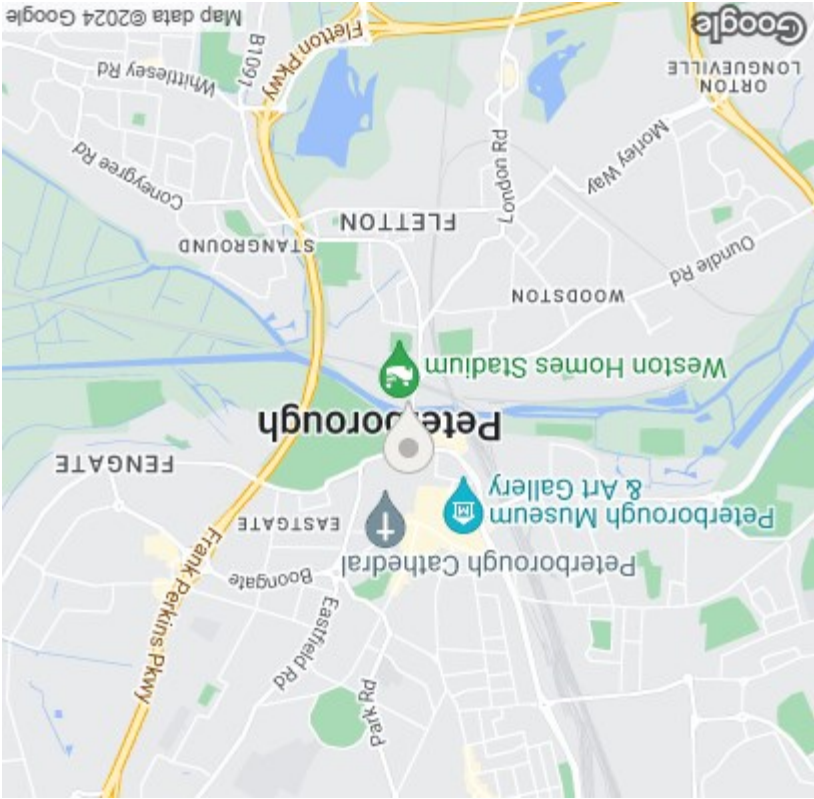 Park Rd
Eastfield Rd
Frank Perkins Pkwy
Boongate
Peterborough Cathedral
EASTGATE
Peterborough Museum
& Art Gallery
FENGATE
Peterborough
Weston Homes Stadium
WOODSTON
Oundle Rd
STANGROUND
FLETTON
London Rd
Coneygree Rd
Morley Way
ORTON
LONGUEVILLE
Whittlesey Rd
B1091
Fletton Pkwy
Google
Map data ©2024 Google